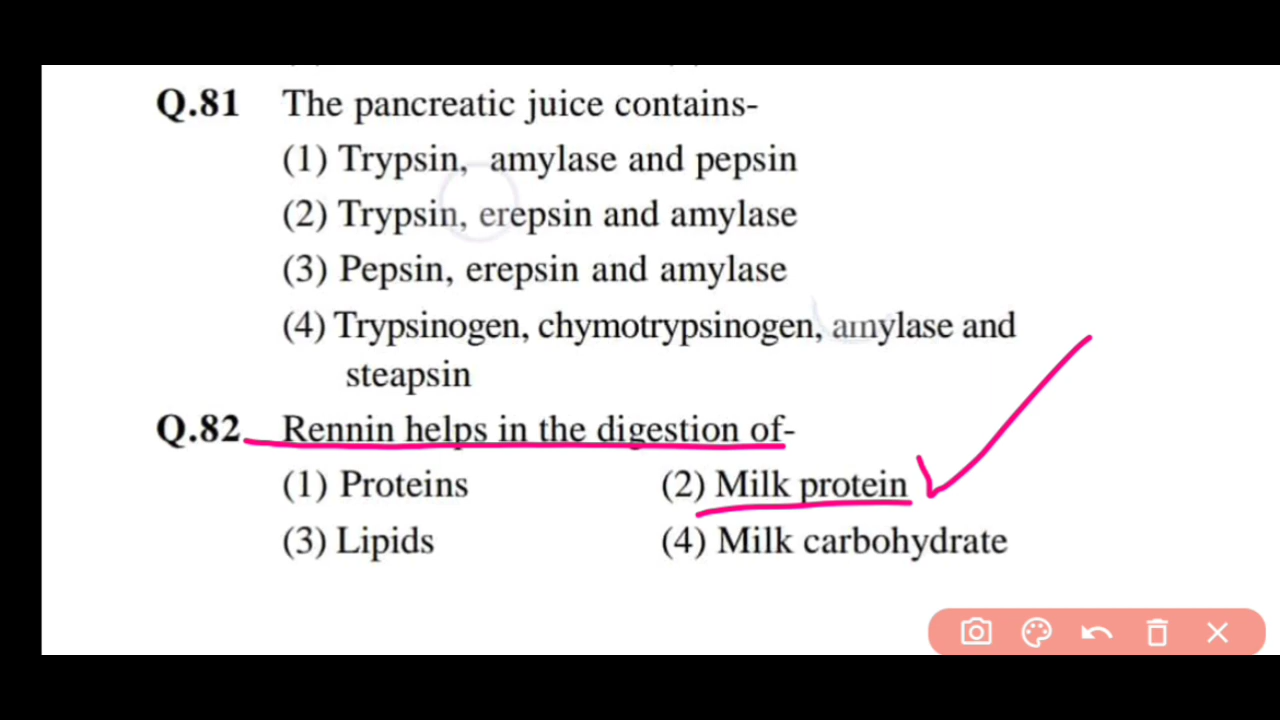 Q.81 The pancreatic juice contains-
(1) Trypsin, amylase and pepsin
(2) Trypsin, erepsin and amylase
(3) Pepsin, erepsin and amylase
(4) Trypsinogen, chymotrypsinogen, amylase and
steapsin
Q.82 Rennin helps in the digestion of-
(1) Proteins (2) Milk protein
(3) Lipids (4) Milk carbohydrate